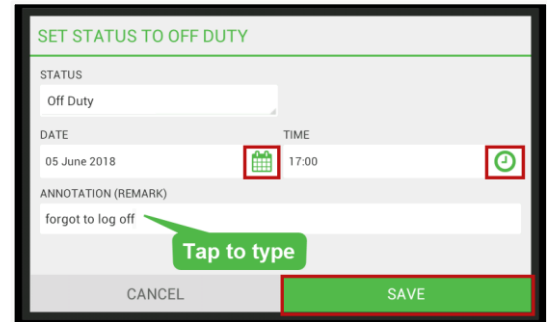 SET STATUS TO OFF DUTY
STATUS
Off Duty
DATE TIME
05 June 2018 17:00
ANNOTATION (REMARK)
forgot to log off
Tap to type
CANCEL SAVE